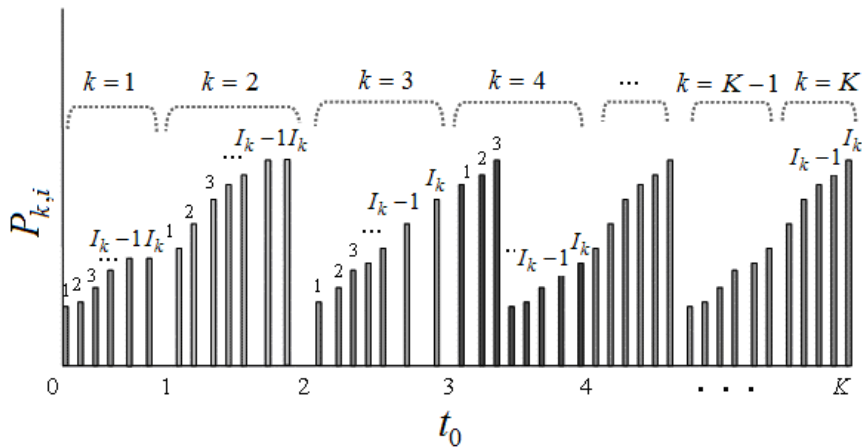 k = 1 k = 2 k = 3 k = 4 ... k = K − 1 k = K
P_{k,i}
1 2 3 ... I_k − 1 I_k
1 2 3 ... I_k − 1 I_k
1 2 3 ... I_k − 1 I_k
1 2 3 ... I_k − 1 I_k
I_k − 1 I_k
0 1 2 3 4 . . . K
t_0